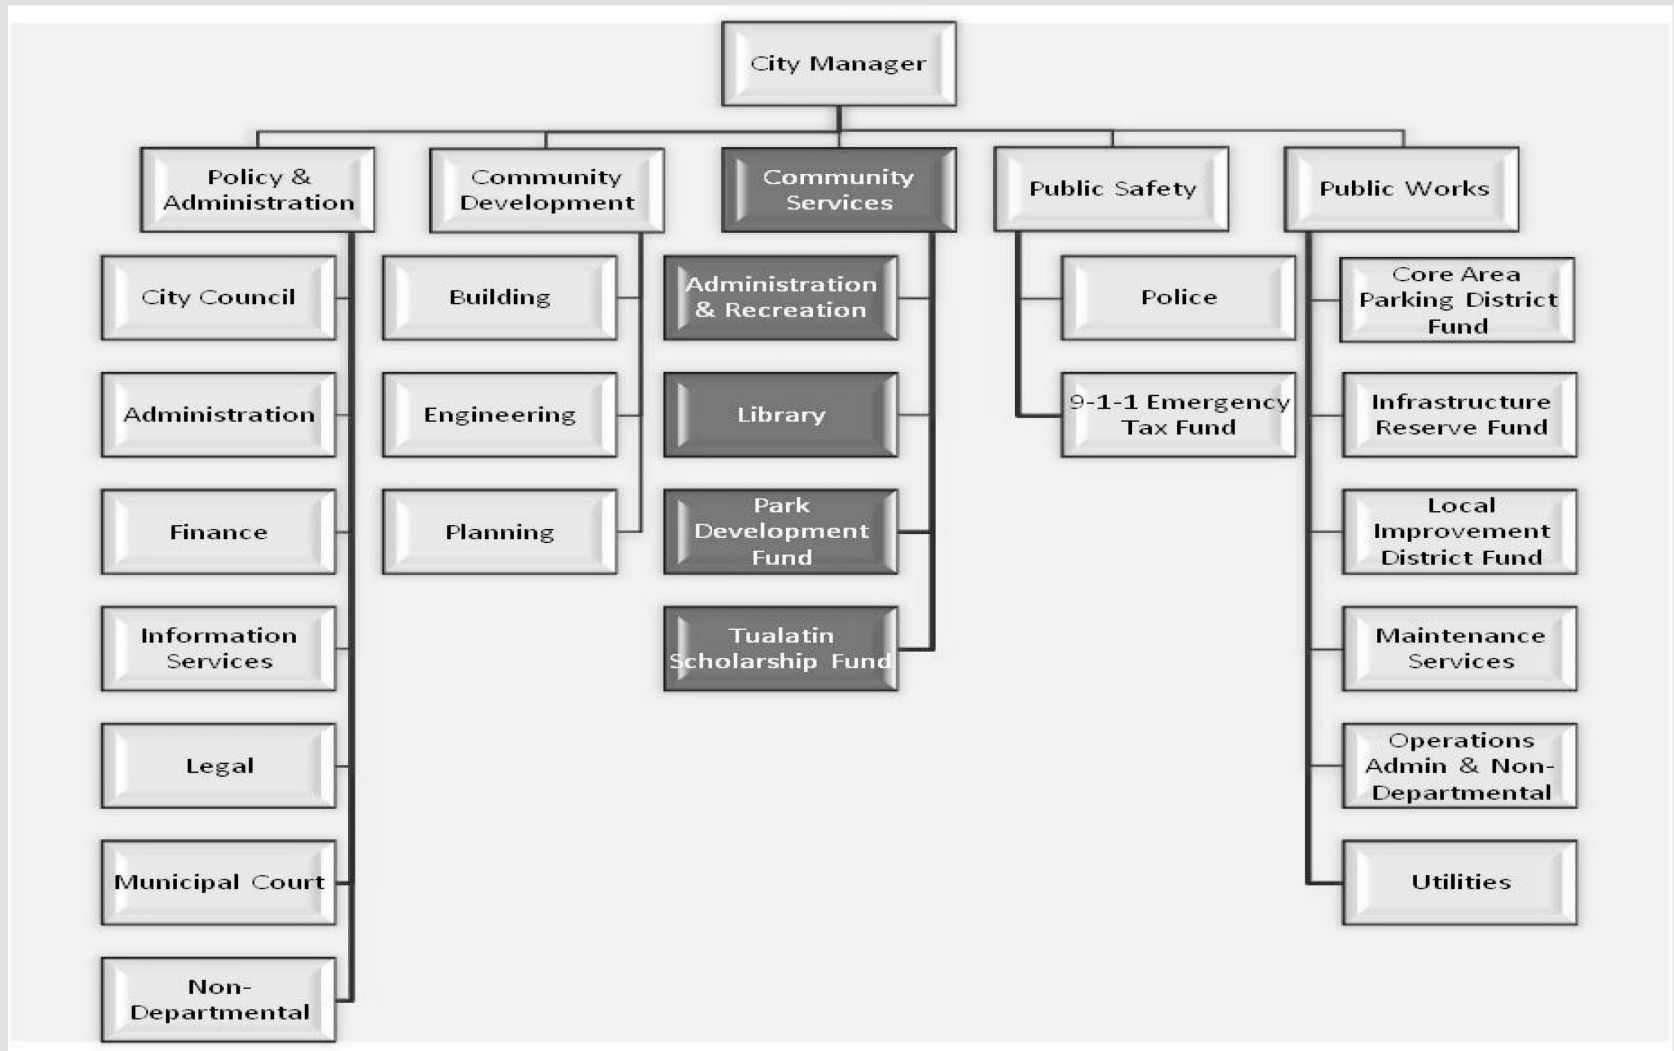 City Manager
Policy &
Administration
Community
Development
Community
Services
Public Safety
Public Works
City Council
Administration
Finance
Information
Services
Legal
Municipal Court
Non-
Departmental
Building
Engineering
Planning
Administration
& Recreation
Library
Park
Development
Fund
Tualatin
Scholarship Fund
Police
9-1-1 Emergency
Tax Fund
Core Area
Parking District
Fund
Infrastructure
Reserve Fund
Local
Improvement
District Fund
Maintenance
Services
Operations
Admin & Non-
Departmental
Utilities